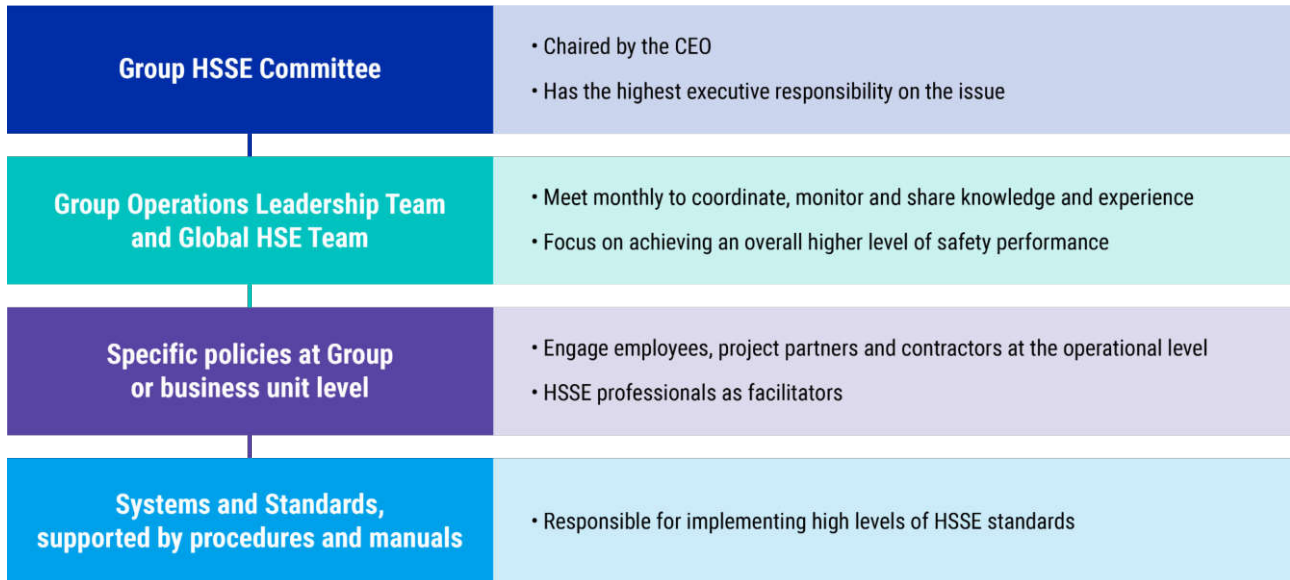 Group HSSE Committee
• Chaired by the CEO
• Has the highest executive responsibility on the issue
Group Operations Leadership Team
and Global HSE Team
• Meet monthly to coordinate, monitor and share knowledge and experience
• Focus on achieving an overall higher level of safety performance
Specific policies at Group
or business unit level
• Engage employees, project partners and contractors at the operational level
• HSSE professionals as facilitators
Systems and Standards,
supported by procedures and manuals
• Responsible for implementing high levels of HSSE standards